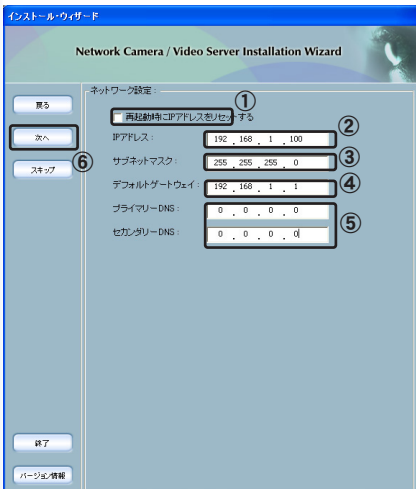 インストール・ウィザード
Network Camera / Video Server Installation Wizard
ネットワーク設定：
戻る
① 再起動時にIPアドレスをリセットする
次へ ⑥
IPアドレス： 192 . 168 . 1 . 100 ②
スキップ
サブネットマスク： 255 . 255 . 255 . 0 ③
デフォルトゲートウェイ： 192 . 168 . 1 . 1 ④
プライマリーDNS： 0 . 0 . 0 . 0 ⑤
セカンダリーDNS： 0 . 0 . 0 . 0
終了
バージョン情報